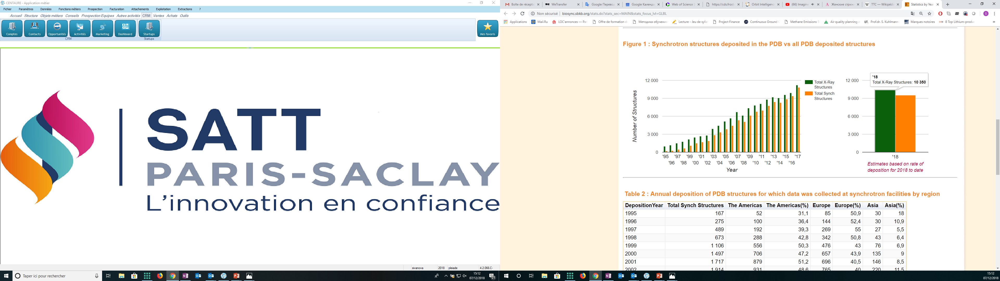 CENTAURE - Application métier
Fichier Paramètres Données Fonctions métiers Prospection Facturation Attachements Exploitation Extractions ?
Accueil Structure Objets métiers Conseils Prospection Equipes Autres activités CRM Ventes Achats Outils
Comptes Contacts Opportunités Activités Marketing Dashboard Startups Mes favoris
CRM Startups
SATT
PARIS-SACLAY
L'innovation en confiance
sivanova 2018 pleiade 4.2.066.C-
Taper ici pour rechercher
15:12
07/12/2018
21
Boîte de réceptic WeTransfer Google Перевод Google Календа Web of Science https://cds.frost. Orbit Intelligenc (66) Imagine Женские стриж TTC — Wikipédi Statistics by Yea
Non sécurisé biosync.sbkb.org/stats.do?stats_sec=MAIN&stats_focus_lvl=GLBL
Applications Mail.Ru LOC'annonces — Par Offre de formation d Методика обучения Lecture - Jeu de sylla Project Finance Continuous Ground Methane Emissions S Air quality planning UT. Prof.dr. S. Kuhlmann Marques notoires 8 Top Lithium-produc »
Figure 1 : Synchrotron structures deposited in the PDB vs all PDB deposited structures
Number of Structures
12 000
9 000
6 000
3 000
0
'95 '97 '99 '01 '03 '05 '07 '09 '11 '13 '15 '17
'96 '98 '00 '02 '04 '06 '08 '10 '12 '14 '16
Year
Total X-Ray
Structures
Total Synch
Structures
'18
Total X-Ray Structures: 10 350
12 000
9 000
6 000
3 000
0
'18
Estimates based on rate of
deposition for 2018 to date
Table 2 : Annual deposition of PDB structures for which data was collected at synchrotron facilities by region
DepositionYear Total Synch Structures The Americas The Americas(%) Europe Europe(%) Asia Asia(%)
1995 167 52 31,1 85 50,9 30 18
1996 275 100 36,4 144 52,4 30 10,9
1997 489 192 39,3 269 55 27 5,5
1998 673 288 42,8 342 50,8 43 6,4
1999 1 106 556 50,3 476 43 76 6,9
2000 1 497 706 47,2 657 43,9 135 9
2001 1 717 879 51,2 696 40,5 146 8,5
2002 1 914 931 48,6 765 40 220 11,5
15:12
07/12/2018